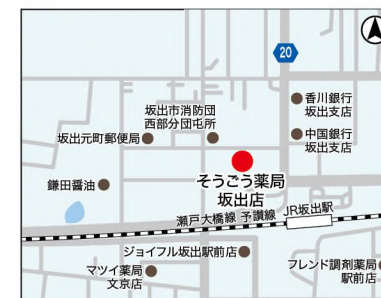 20
香川銀行
坂出支店
坂出市消防団
西部分団屯所
坂出元町郵便局
中国銀行
坂出支店
そうごう薬局
坂出店
鎌田醤油
瀬戸大橋線 予讃線
JR坂出駅
ジョイフル坂出駅前店
マツイ薬局
文京店
フレンド調剤薬局
駅前店